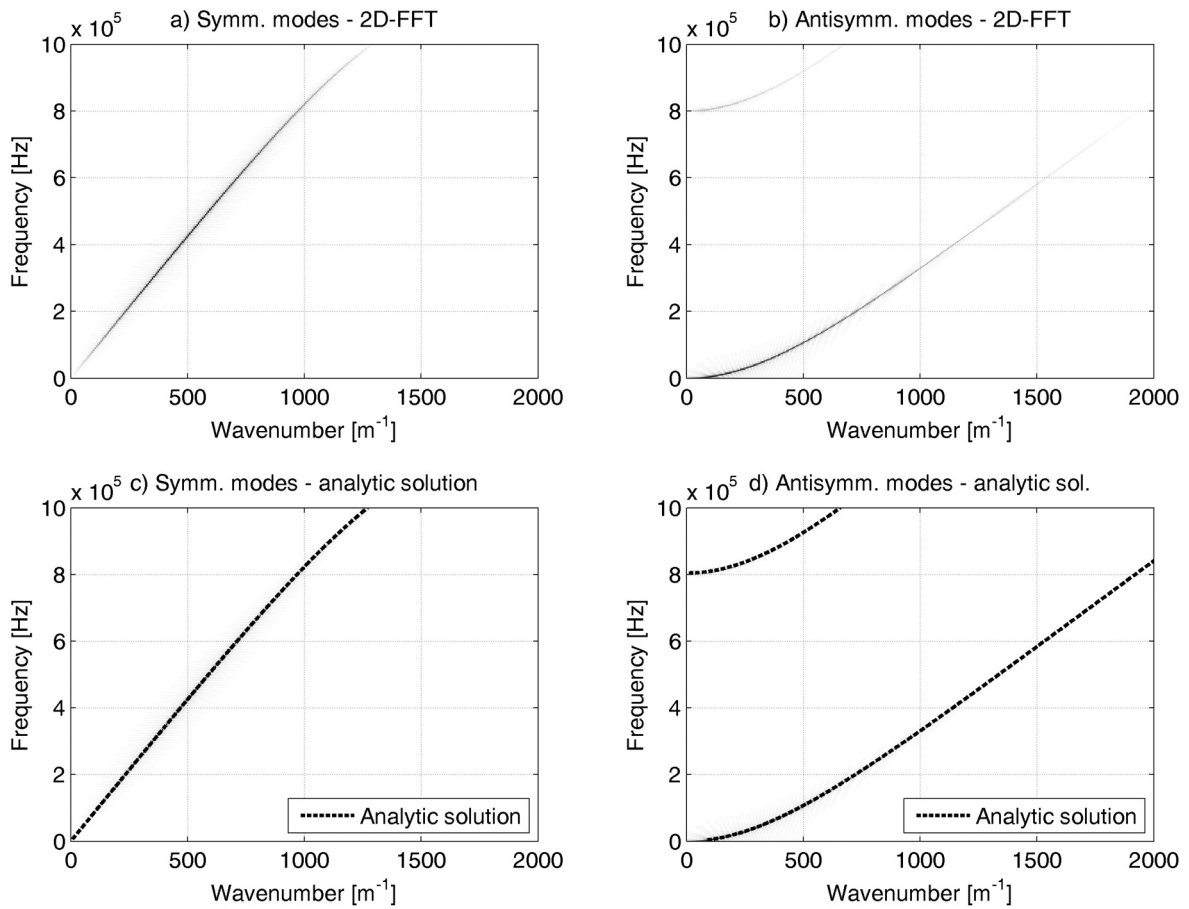 a) Symm. modes - 2D-FFT
x 10^5
10
8
6
4
2
0
Frequency [Hz]
0 500 1000 1500 2000
Wavenumber [m^-1]
b) Antisymm. modes - 2D-FFT
x 10^5
10
8
6
4
2
0
Frequency [Hz]
0 500 1000 1500 2000
Wavenumber [m^-1]
x 10^5 c) Symm. modes - analytic solution
10
8
6
4
2
0
Frequency [Hz]
Analytic solution
0 500 1000 1500 2000
Wavenumber [m^-1]
x 10^5 d) Antisymm. modes - analytic sol.
10
8
6
4
2
0
Frequency [Hz]
Analytic solution
0 500 1000 1500 2000
Wavenumber [m^-1]